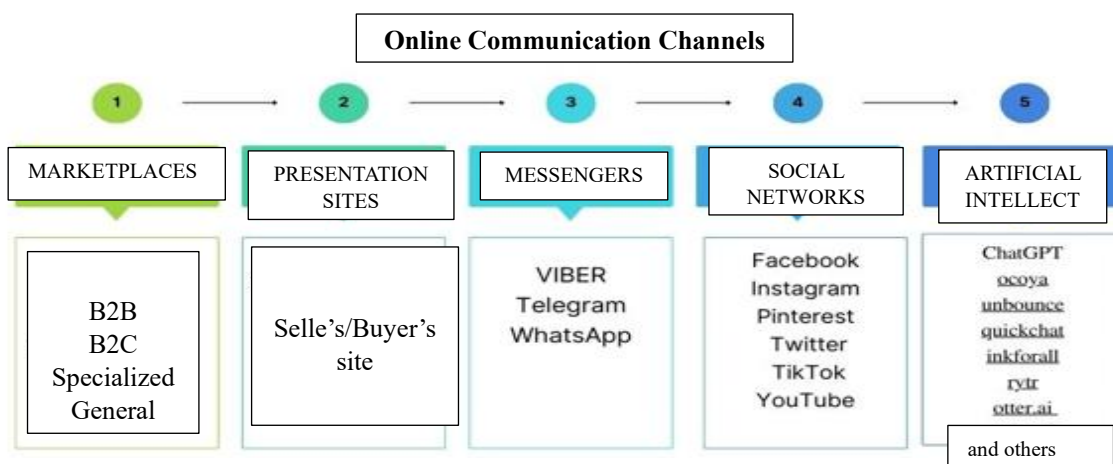 Online Communication Channels
1
2
3
4
5
MARKETPLACES
PRESENTATION
SITES
MESSENGERS
SOCIAL
NETWORKS
ARTIFICIAL
INTELLECT
B2B
B2C
Specialized
General
Selle's/Buyer's
site
VIBER
Telegram
WhatsApp
Facebook
Instagram
Pinterest
Twitter
TikTok
YouTube
ChatGPT
ocoya
unbounce
quickchat
inkforall
rytr
otter.ai
and others